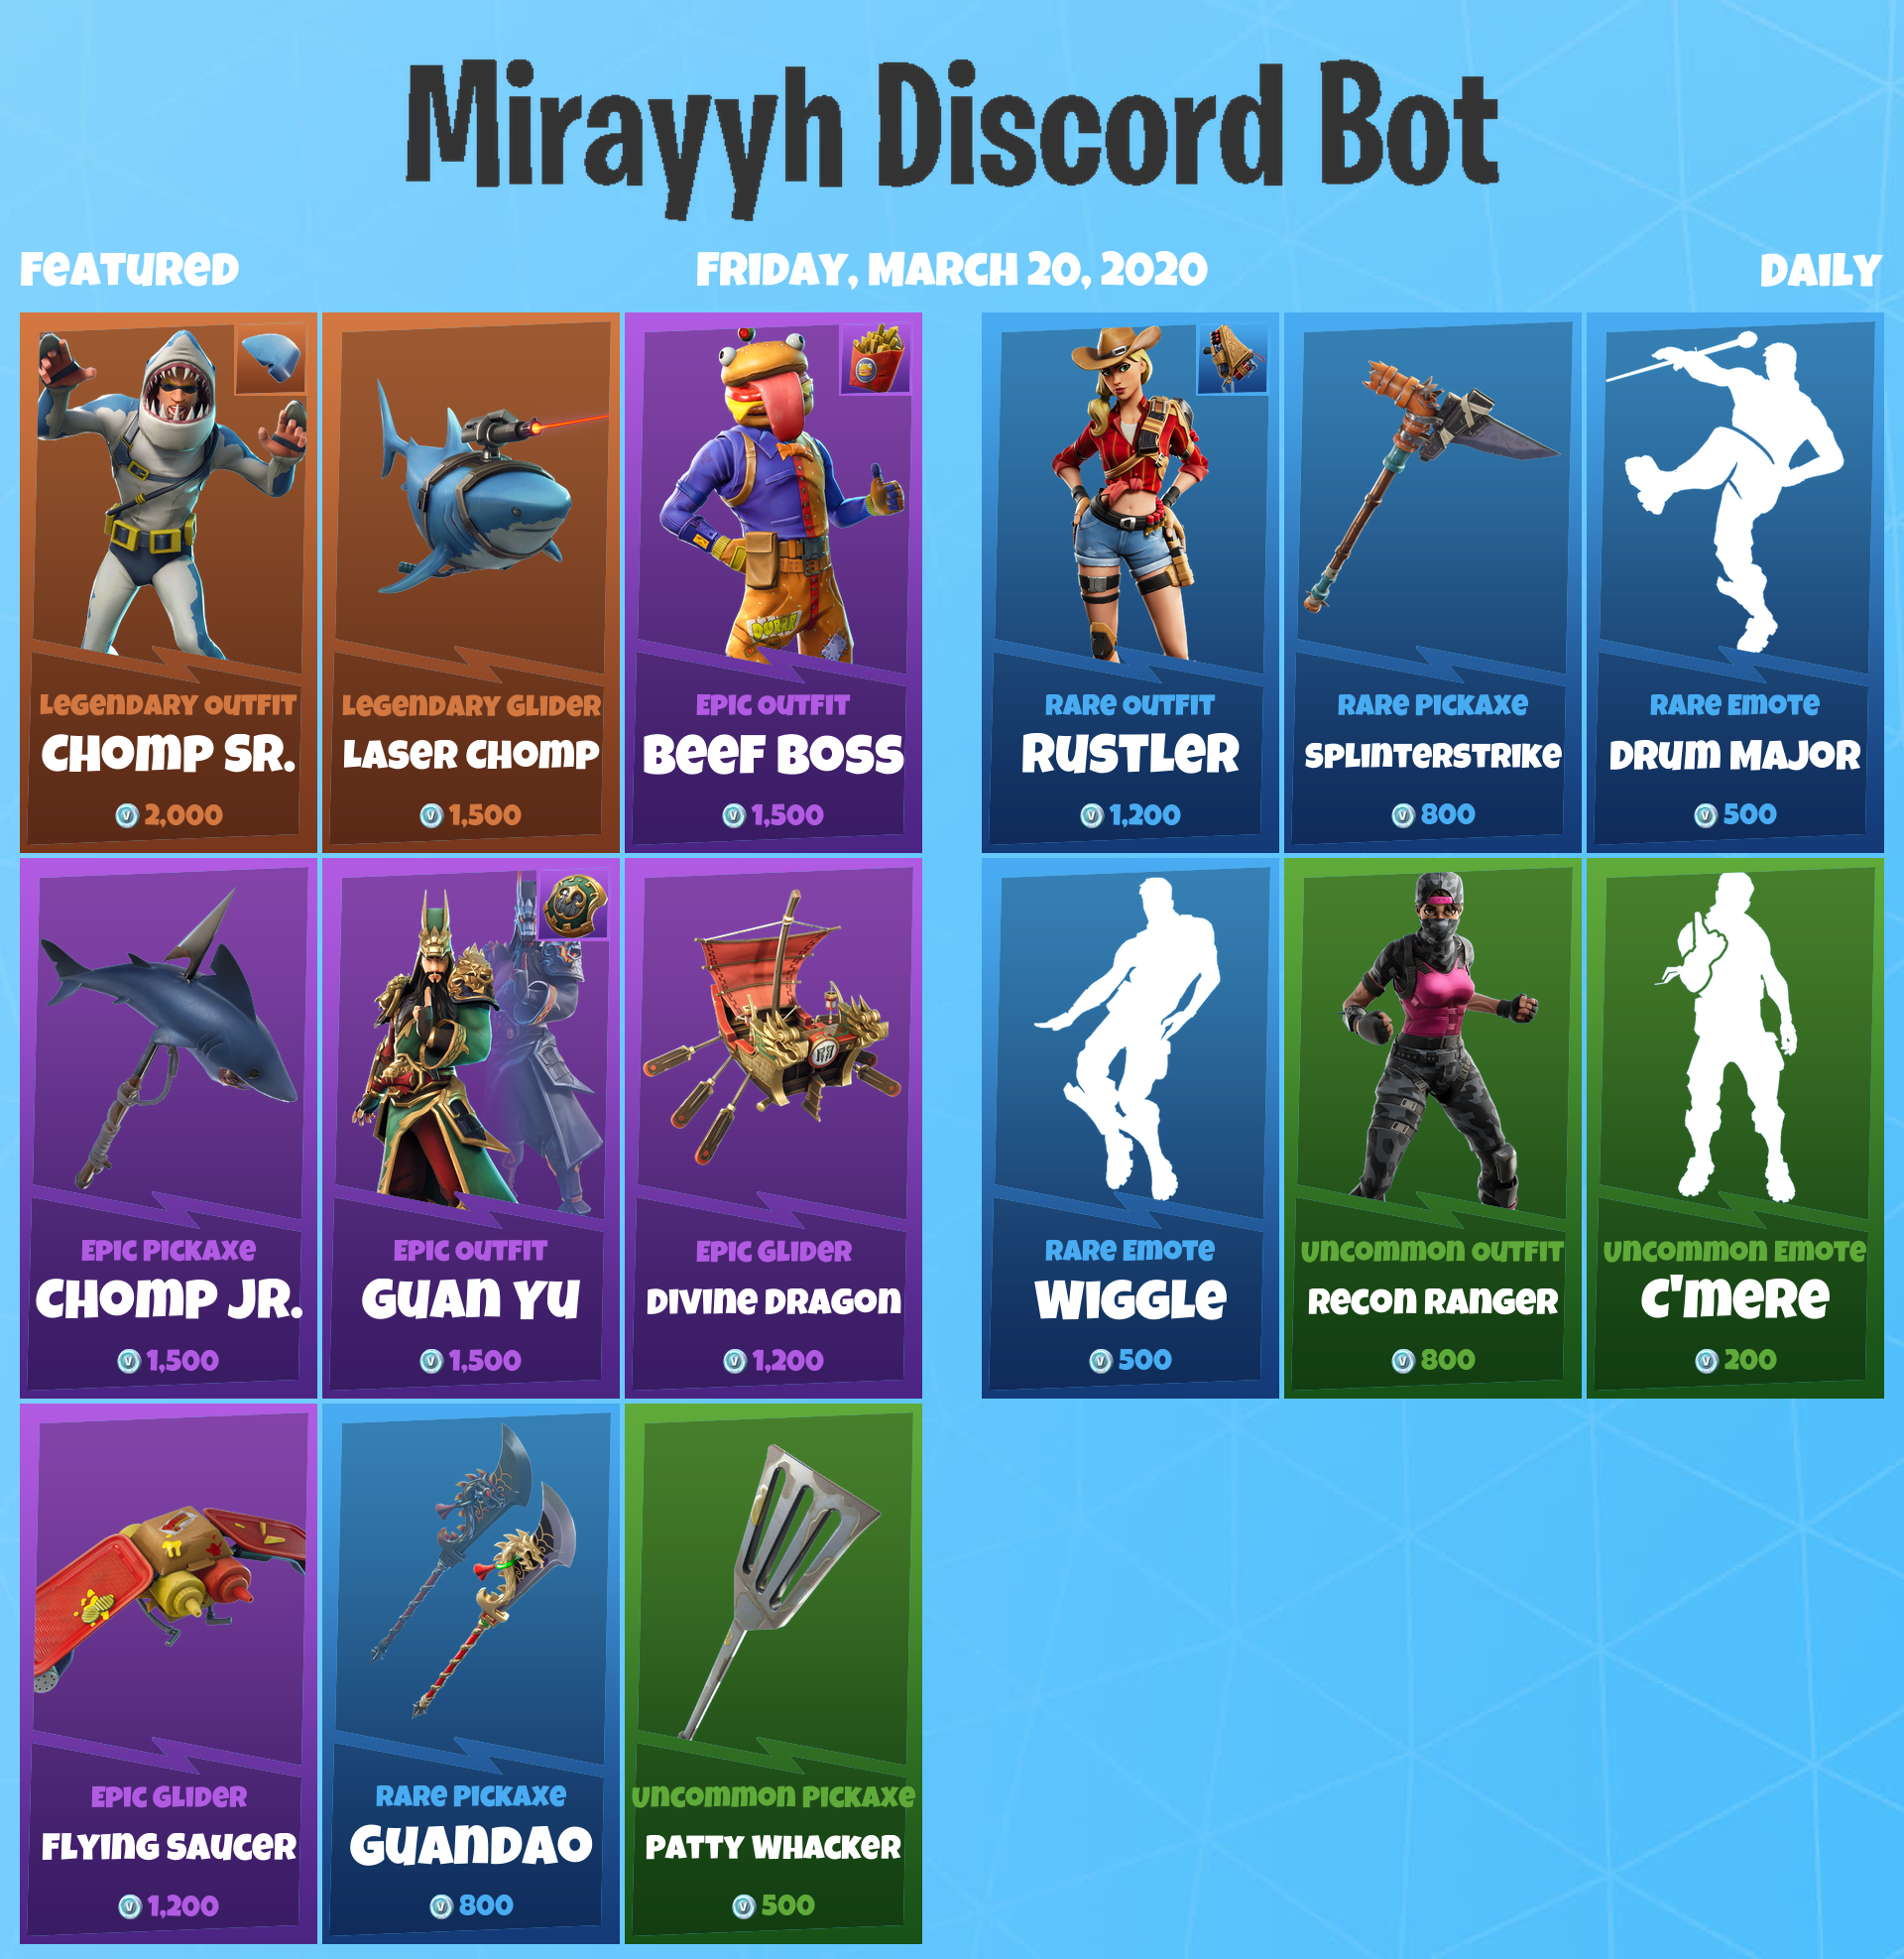 Mirayyh Discord Bot
FEATURED
FRIDAY, MARCH 20, 2020
DAILY
LEGENDARY OUTFIT
CHOMP SR.
2,000
LEGENDARY GLIDER
LASER CHOMP
1,500
EPIC OUTFIT
BEEF BOSS
1,500
DURRR
EPIC PICKAXE
CHOMP JR.
1,500
EPIC OUTFIT
GUAN YU
1,500
EPIC GLIDER
DIVINE DRAGON
1,200
EPIC GLIDER
FLYING SAUCER
1,200
RARE PICKAXE
GUANDAO
800
UNCOMMON PICKAXE
PATTY WHACKER
500
RARE OUTFIT
RUSTLER
1,200
RARE PICKAXE
SPLINTERSTRIKE
800
RARE EMOTE
DRUM MAJOR
500
RARE EMOTE
WIGGLE
500
UNCOMMON OUTFIT
RECON RANGER
800
UNCOMMON EMOTE
C'MERE
200